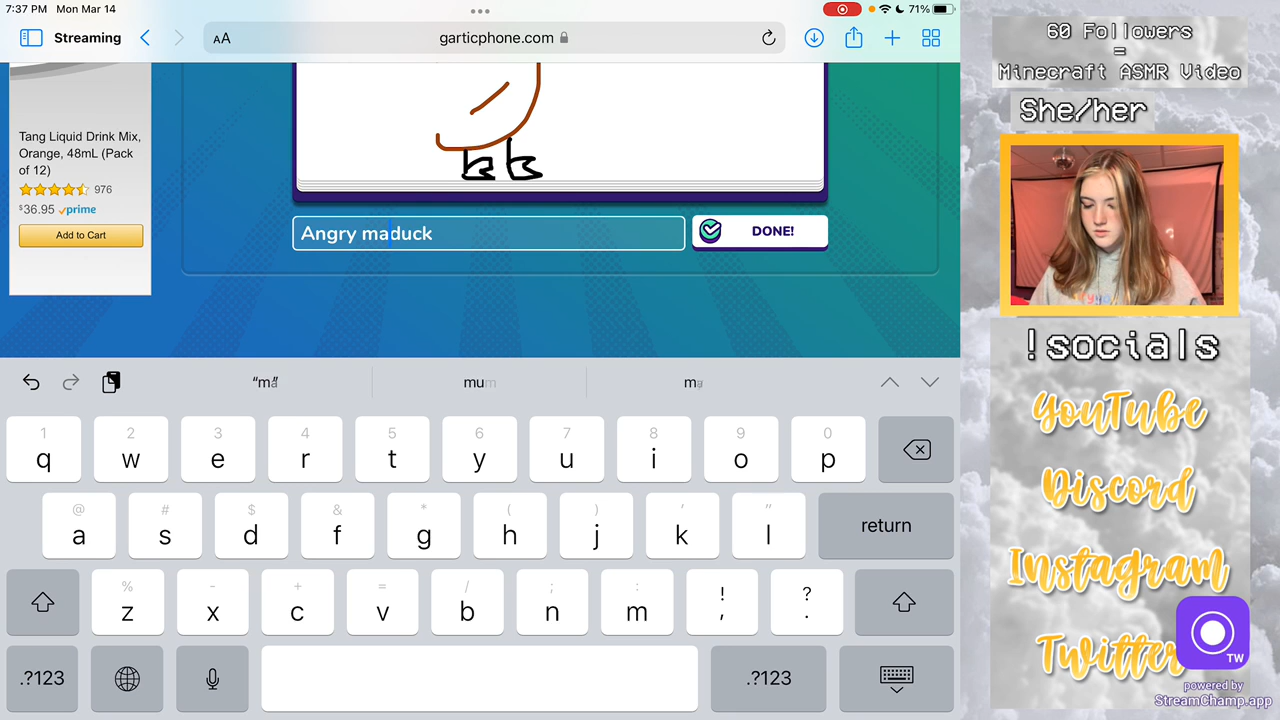 7:37 PM Mon Mar 14
71%
Streaming
AA
garticphone.com
60 Followers
=
Minecraft ASMR Video
She/her
Tang Liquid Drink Mix,
Orange, 48mL (Pack
of 12)
976
$36.95 prime
Add to Cart
Angry maduck
DONE!
!socials
YouTube
Discord
Instagram
Twitter
TW
powered by
StreamChamp.app
"ma"
mum
my
1 2 3 4 5 6 7 8 9 0
q w e r t y u i o p
@ # $ & * ( ) ' "
a s d f g h j k l return
% - + = / ; : ! ?
z x c v b n m , .
.?123 .?123